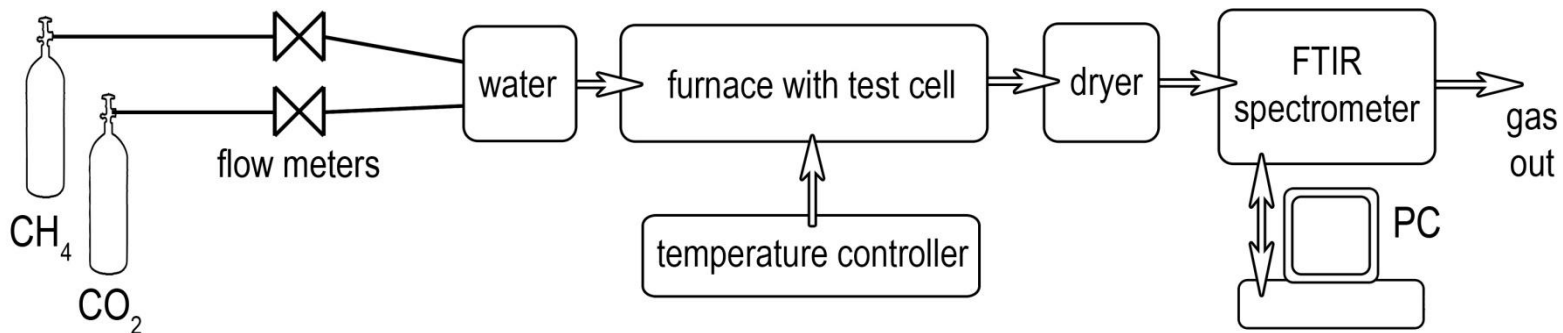 CH₄
CO₂
flow meters
water
furnace with test cell
temperature controller
dryer
FTIR
spectrometer
PC
gas
out